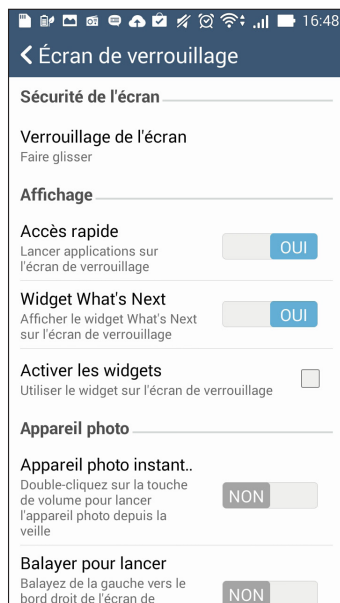 16:48
Écran de verrouillage
Sécurité de l'écran
Verrouillage de l'écran
Faire glisser
Affichage
Accès rapide
Lancer applications sur
l'écran de verrouillage
OUI
Widget What's Next
Afficher le widget What's Next
sur l'écran de verrouillage
OUI
Activer les widgets
Utiliser le widget sur l'écran de verrouillage
Appareil photo
Appareil photo instant..
Double-cliquez sur la touche
de volume pour lancer
l'appareil photo depuis la
veille
NON
Balayer pour lancer
Balayez de la gauche vers le
bord droit de l'écran de
NON